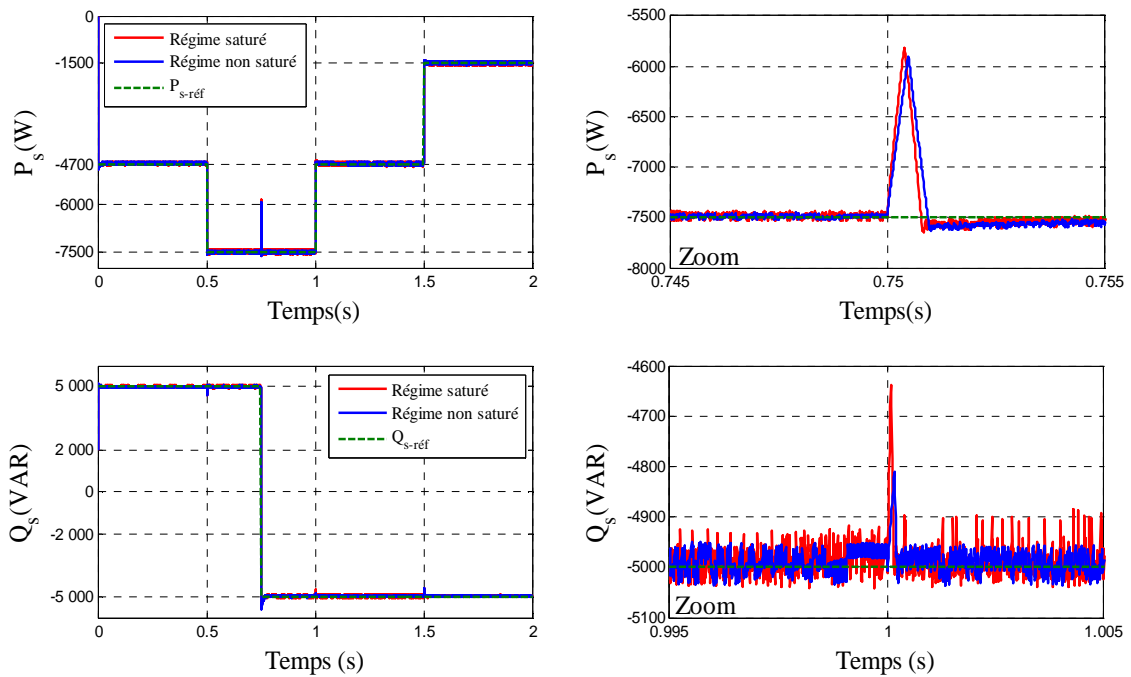 0
-1500
-4700
-6000
-7500
P_s(W)
Régime saturé
Régime non saturé
P_s-réf
0
0.5
1
1.5
2
Temps(s)
-5500
-6000
-6500
-7000
-7500
-8000
P_s(W)
Zoom
0.745
0.75
0.755
Temps(s)
5 000
2 000
0
-2 000
-5 000
Q_s(VAR)
Régime saturé
Régime non saturé
Q_s-réf
0
0.5
1
1.5
2
Temps (s)
-4600
-4700
-4800
-4900
-5000
-5100
Q_s(VAR)
Zoom
0.995
1
1.005
Temps (s)